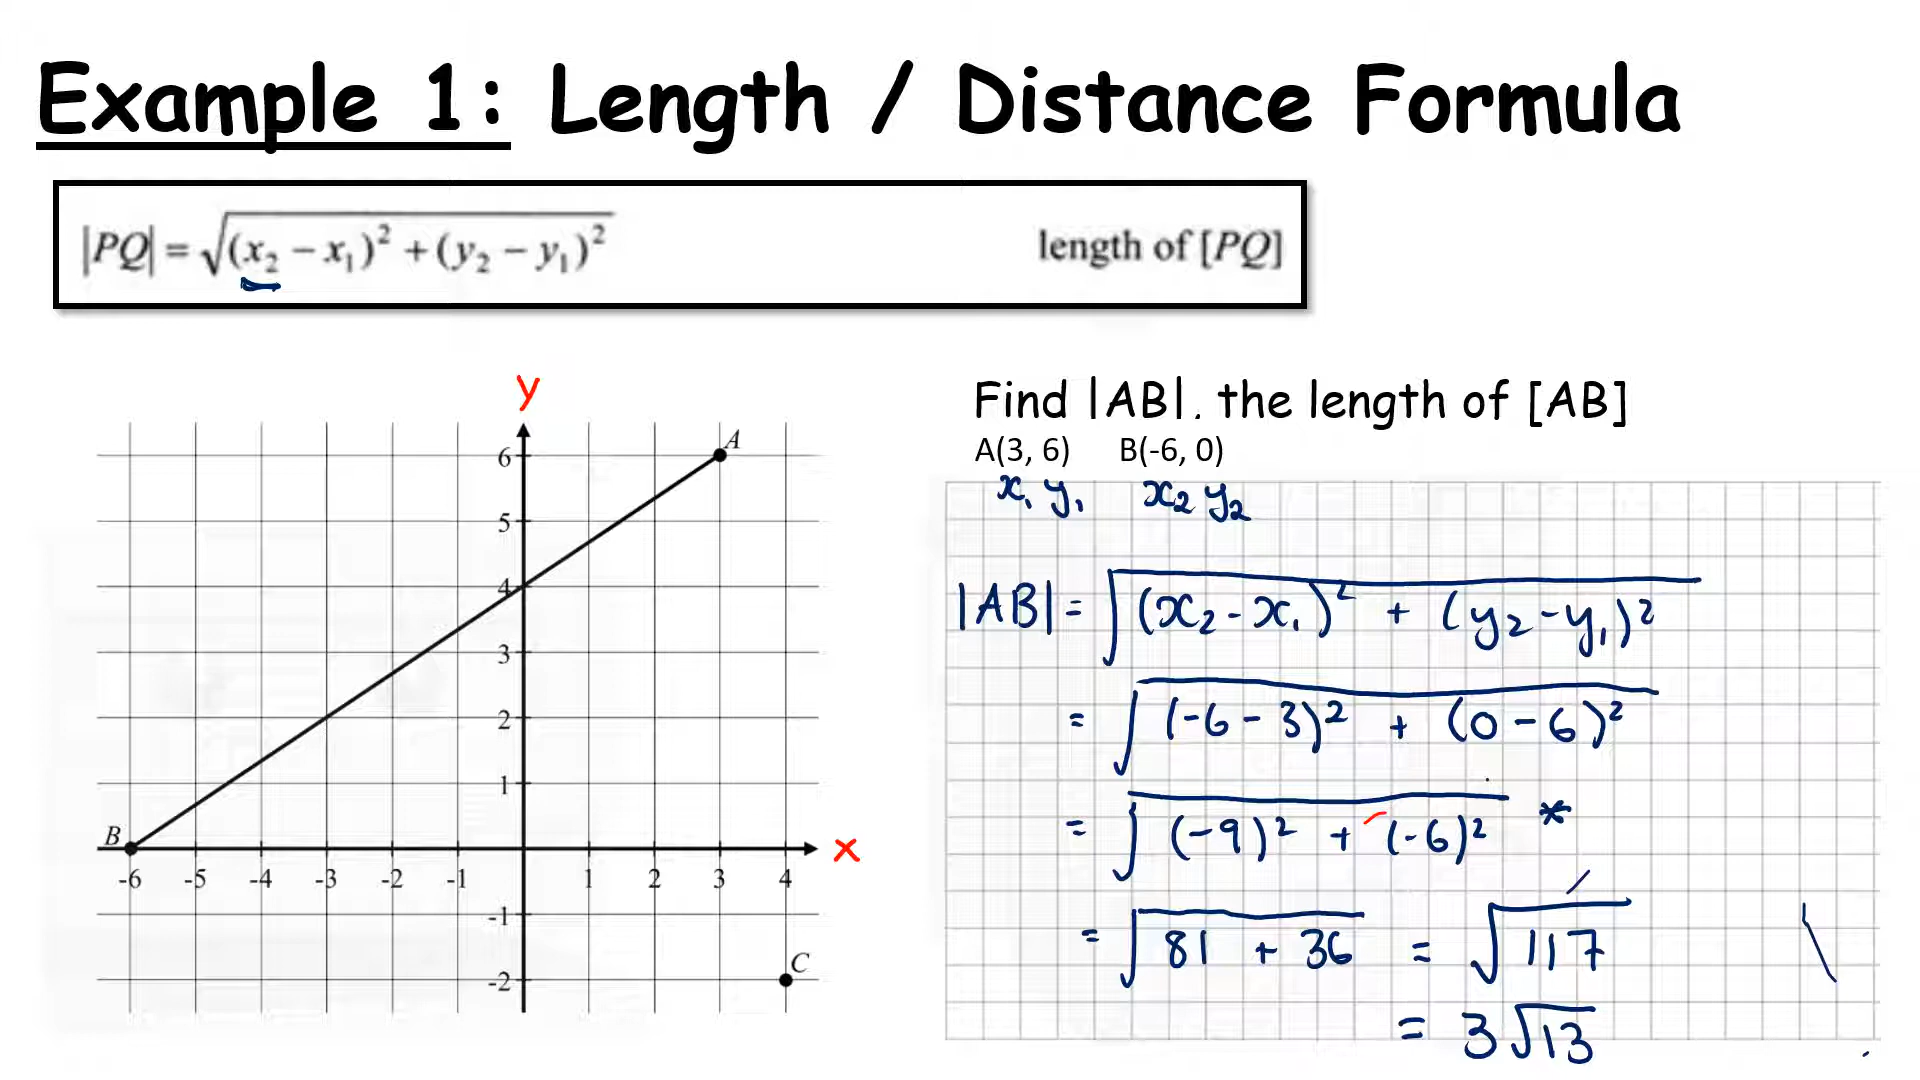 Example 1: Length / Distance Formula
|PQ| = √(x₂ − x₁)² + (y₂ − y₁)² length of [PQ]
y
Find |AB|, the length of [AB]
A(3, 6) B(-6, 0)
x₁ y₁ x₂ y₂
A
6
5
4
3
2
1
B
x
-6 -5 -4 -3 -2 -1 1 2 3 4
-1
C
-2
|AB| = √(x₂ - x₁)² + (y₂ - y₁)²
= √(-6 - 3)² + (0 - 6)²
= √(-9)² + (-6)² *
= √81 + 36 = √117
= 3√13